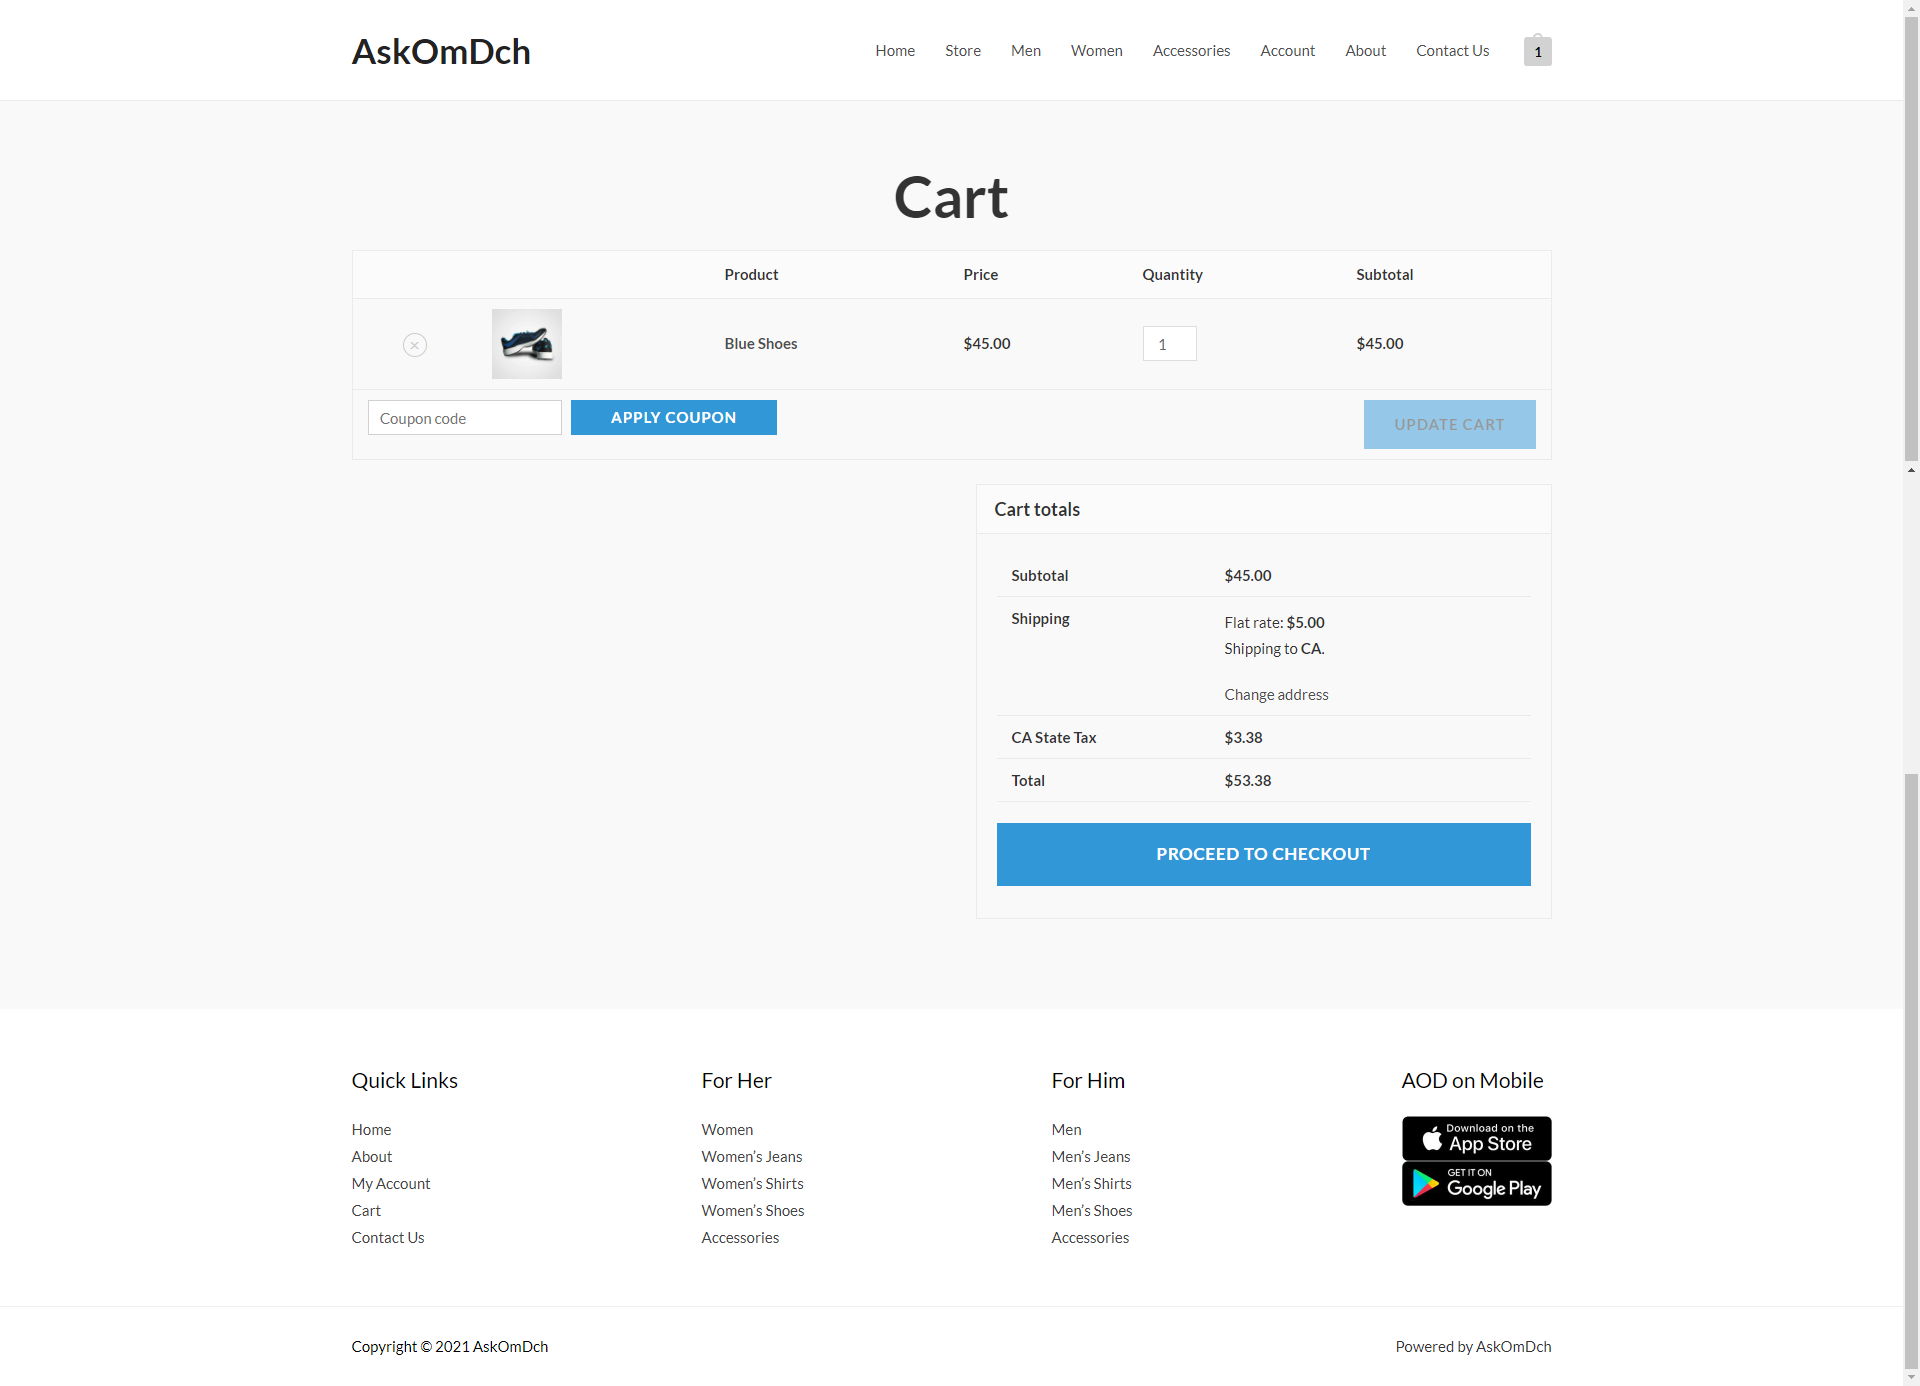 AskOmDch
Home Store Men Women Accessories Account About Contact Us 1
Cart
Product Price Quantity Subtotal
× Blue Shoes $45.00 1 $45.00
Coupon code APPLY COUPON UPDATE CART
Cart totals
Subtotal $45.00
Shipping Flat rate: $5.00
Shipping to CA.
Change address
CA State Tax $3.38
Total $53.38
PROCEED TO CHECKOUT
Quick Links
Home
About
My Account
Cart
Contact Us
For Her
Women
Women’s Jeans
Women’s Shirts
Women’s Shoes
Accessories
For Him
Men
Men’s Jeans
Men’s Shirts
Men’s Shoes
Accessories
AOD on Mobile
Download on the
App Store
GET IT ON
Google Play
Copyright © 2021 AskOmDch
Powered by AskOmDch